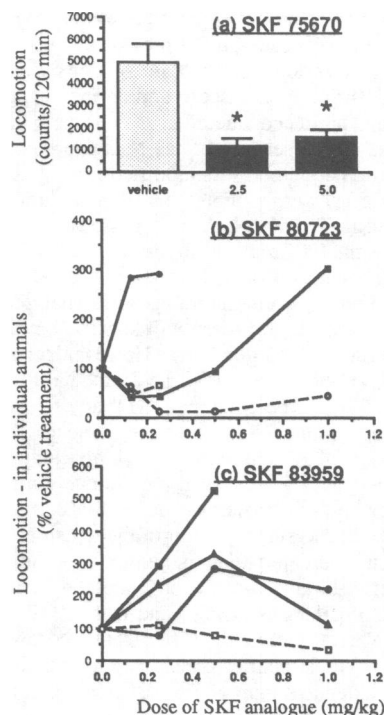 (a) SKF 75670
Locomotion
(counts/120 min)
7000
6000
5000
4000
3000
2000
1000
0
*
*
vehicle 2.5 5.0
(b) SKF 80723
Locomotion - in individual animals
(% vehicle treatment)
400
300
200
100
0
0.0 0.2 0.4 0.6 0.8 1.0 1.2
(c) SKF 83959
600
500
400
300
200
100
0
0.0 0.2 0.4 0.6 0.8 1.0 1.2
Dose of SKF analogue (mg/kg)